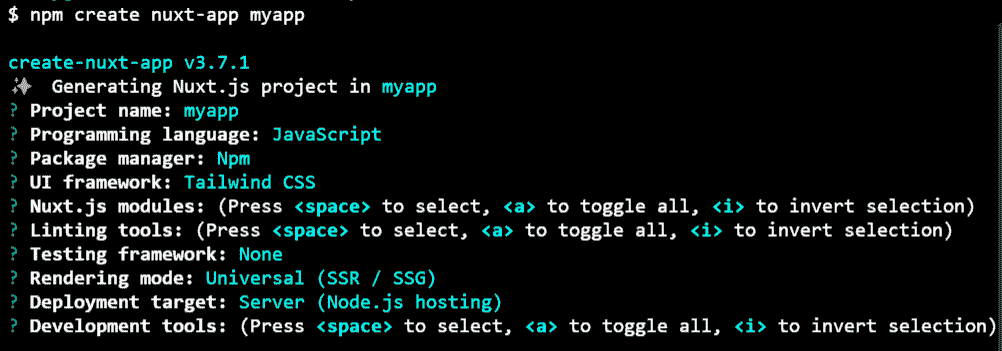 $ npm create nuxt-app myapp
create-nuxt-app v3.7.1
✨ Generating Nuxt.js project in myapp
? Project name: myapp
? Programming language: JavaScript
? Package manager: Npm
? UI framework: Tailwind CSS
? Nuxt.js modules: (Press <space> to select, <a> to toggle all, <i> to invert selection)
? Linting tools: (Press <space> to select, <a> to toggle all, <i> to invert selection)
? Testing framework: None
? Rendering mode: Universal (SSR / SSG)
? Deployment target: Server (Node.js hosting)
? Development tools: (Press <space> to select, <a> to toggle all, <i> to invert selection)